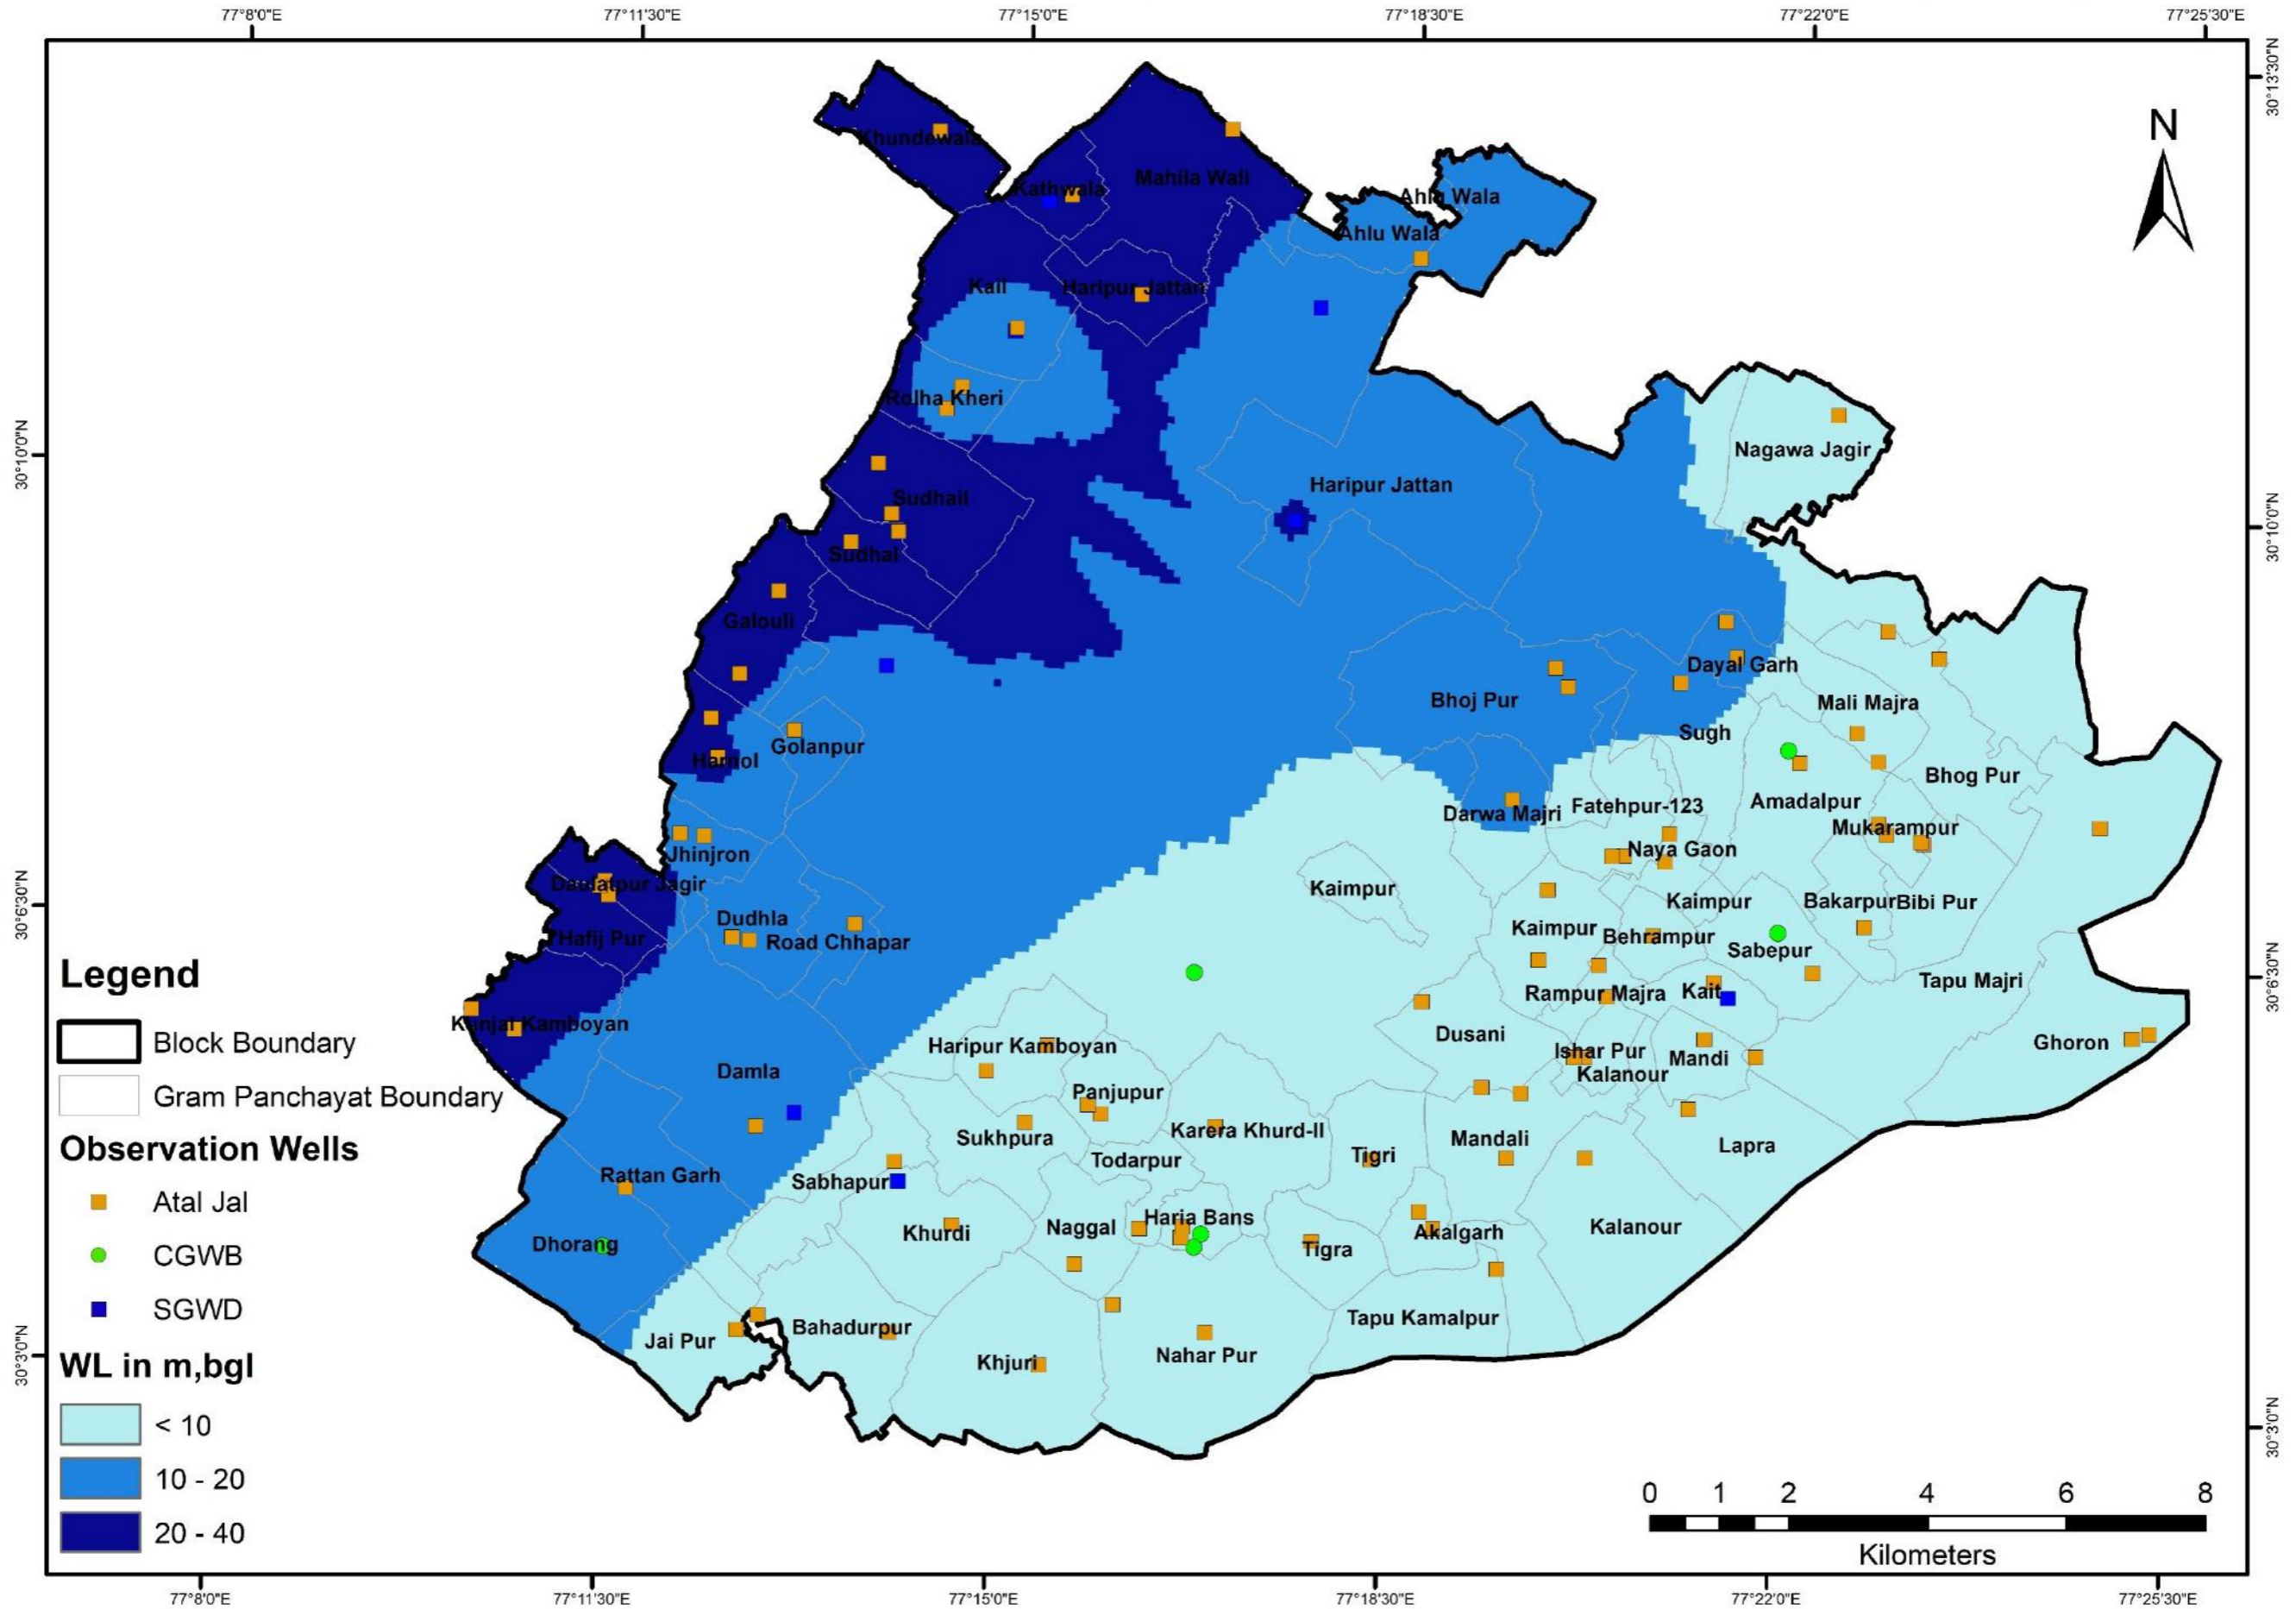 77°8'0"E 77°11'30"E 77°15'0"E 77°18'30"E 77°22'0"E 77°25'30"E
30°13'30"N
N
Khundewala
Kathwala
Mahila Wali
Ahlu Wala
Ahlu Wala
Kail
Haripur Jattan
Rolha Kheri
30°10'0"N
Nagawa Jagir
Haripur Jattan
Sudhail
30°10'0"N
Sudhai
Galouli
Dayal Garh
Bhoj Pur
Mali Majra
Sugh
Golanpur
Harnol
Bhog Pur
Amadalpur
Fatehpur-123
Darwa Majri
Mukarampur
Naya Gaon
Jhinjron
Daulatpur Jagir
Kaimpur
Kaimpur
Bakarpur
Bibi Pur
30°6'30"N
Dudhla
Road Chhapar
Kaimpur
Behrampur
Hafij Pur
Sabepur
Legend
Tapu Majri
30°6'30"N
Rampur Majra
Kait
Kunjal Kamboyan
Dusani
Ghoron
Block Boundary
Haripur Kamboyan
Ishar Pur
Mandi
Damla
Kalanour
Gram Panchayat Boundary
Panjupur
Observation Wells
Sukhpura
Karera Khurd-II
Mandali
Lapra
Todarpur
Tigri
Rattan Garh
Sabhapur
Atal Jal
Haria Bans
Naggal
Khurdi
Akalgarh
Kalanour
Dhorang
Tigra
CGWB
SGWD
Tapu Kamalpur
Bahadurpur
Jai Pur
30°3'0"N
Nahar Pur
Khjuri
WL in m,bgl
< 10
30°3'0"N
10 - 20
0 1 2 4 6 8
20 - 40
Kilometers
77°8'0"E 77°11'30"E 77°15'0"E 77°18'30"E 77°22'0"E 77°25'30"E